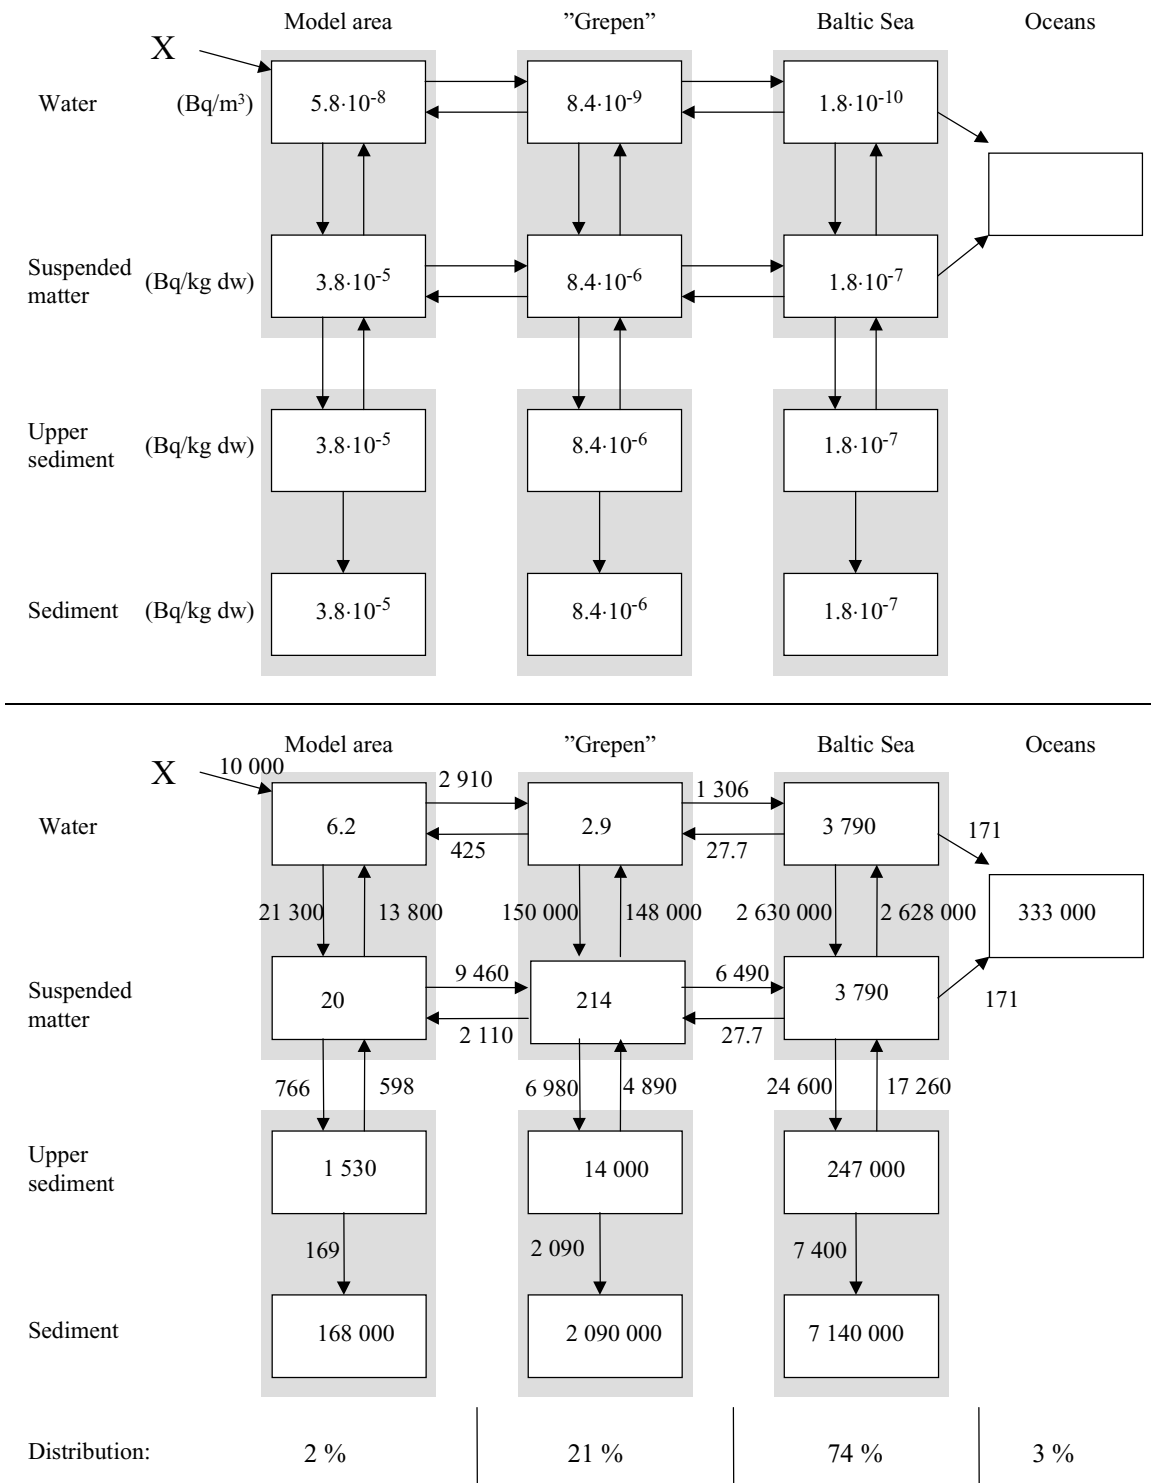 Model area ”Grepen” Baltic Sea Oceans
X
Water (Bq/m³) 5.8·10⁻⁸ 8.4·10⁻⁹ 1.8·10⁻¹⁰
Suspended
matter (Bq/kg dw) 3.8·10⁻⁵ 8.4·10⁻⁶ 1.8·10⁻⁷
Upper
sediment (Bq/kg dw) 3.8·10⁻⁵ 8.4·10⁻⁶ 1.8·10⁻⁷
Sediment (Bq/kg dw) 3.8·10⁻⁵ 8.4·10⁻⁶ 1.8·10⁻⁷
Model area ”Grepen” Baltic Sea Oceans
X 10 000 2 910 1 306
Water 6.2 2.9 3 790 171
425 27.7
21 300 13 800 150 000 148 000 2 630 000 2 628 000 333 000
9 460 6 490
Suspended
matter 20 214 3 790 171
2 110 27.7
766 598 6 980 4 890 24 600 17 260
Upper
sediment 1 530 14 000 247 000
169 2 090 7 400
Sediment 168 000 2 090 000 7 140 000
Distribution: 2 % 21 % 74 % 3 %